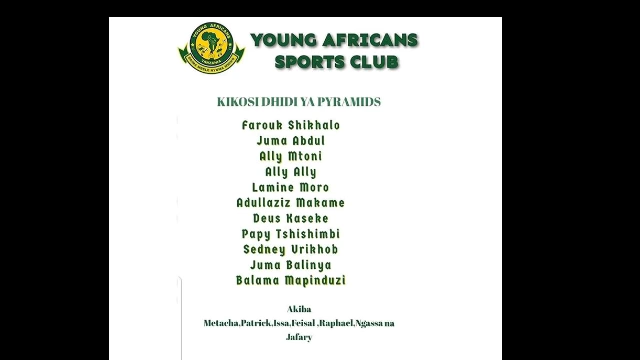 YOUNG AFRICANS
SPORTS CLUB
KIKOSI DHIDI YA PYRAMIDS
Farouk Shikhalo
Juma Abdul
Ally Mtoni
Ally Ally
Lamine Moro
Adullaziz Makame
Deus Kaseke
Papy Tshishimbi
Sedney Urikhob
Juma Balinya
Balama Mapinduzi
Akiba
Metacha,Patrick,Issa,Feisal ,Raphael,Ngassa na
Jafary